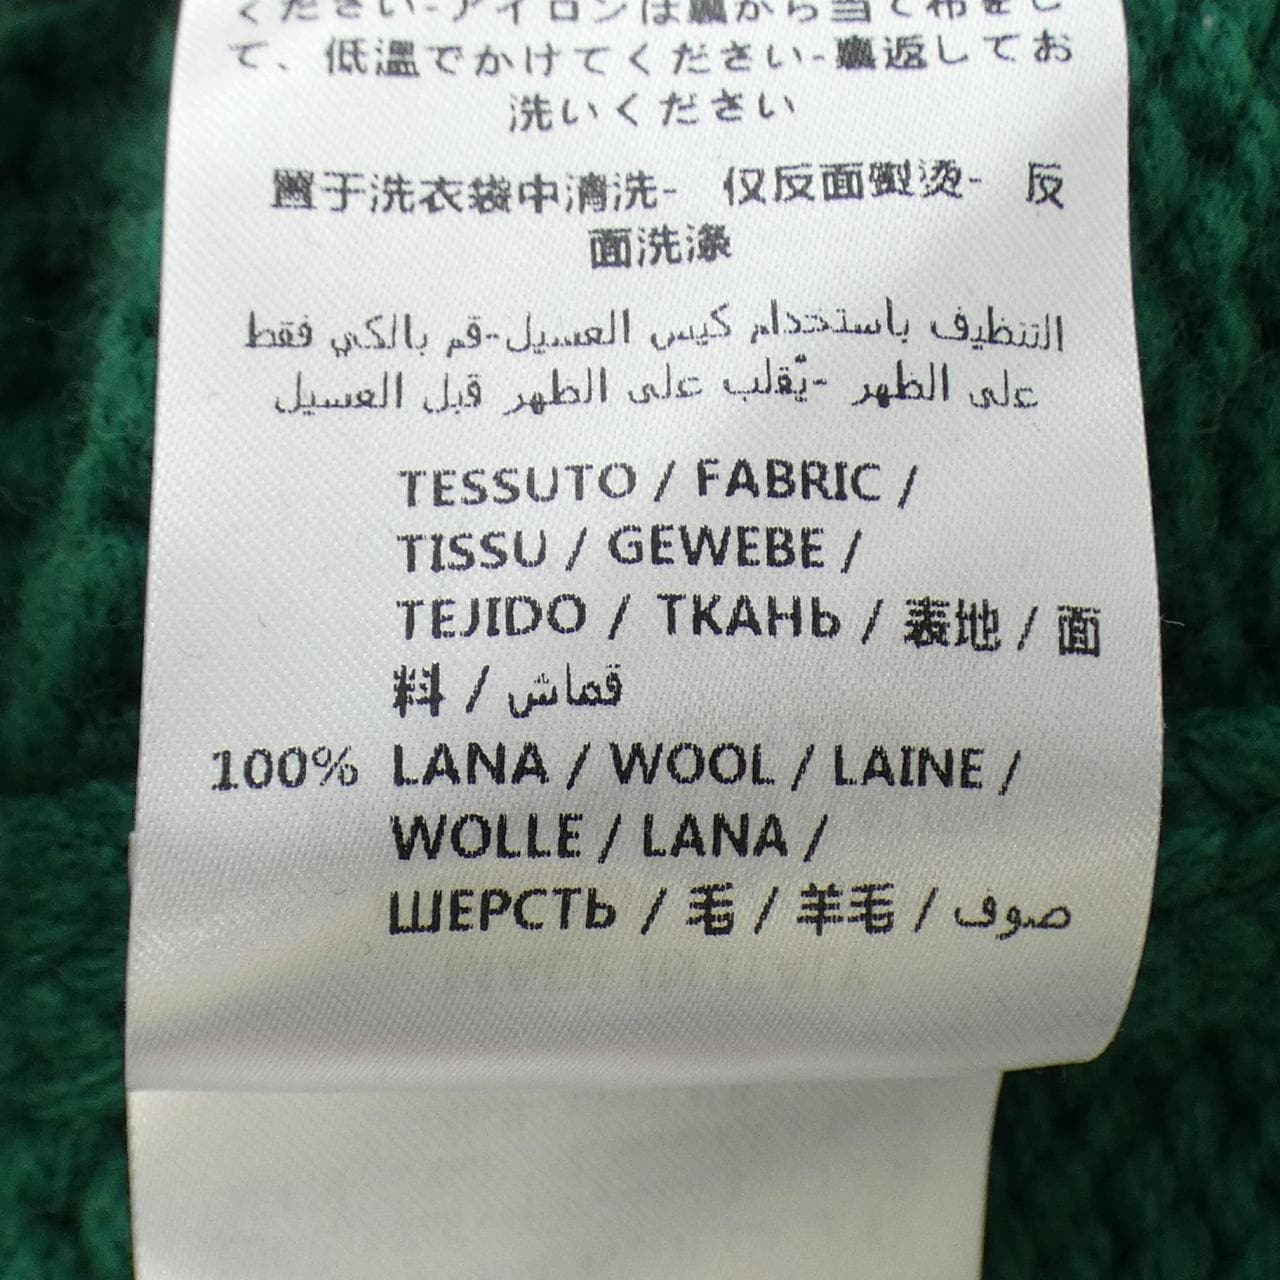 ください-アイロンは裏から当て布をし
て、低温でかけてください-裏返してお
洗いください
置于洗衣袋中清洗- 仅反面熨烫- 反
面洗涤
التنظيف باستخدام كيس الغسيل-قم بالكي فقط
على الظهر -يّقلب على الظهر قبل الغسيل
TESSUTO / FABRIC /
TISSU / GEWEBE /
TEJIDO / ТКАНЬ / 表地 / 面
料 / قماش
100% LANA / WOOL / LAINE /
WOLLE / LANA /
ШЕРСТЬ / 毛 / 羊毛 / صوف